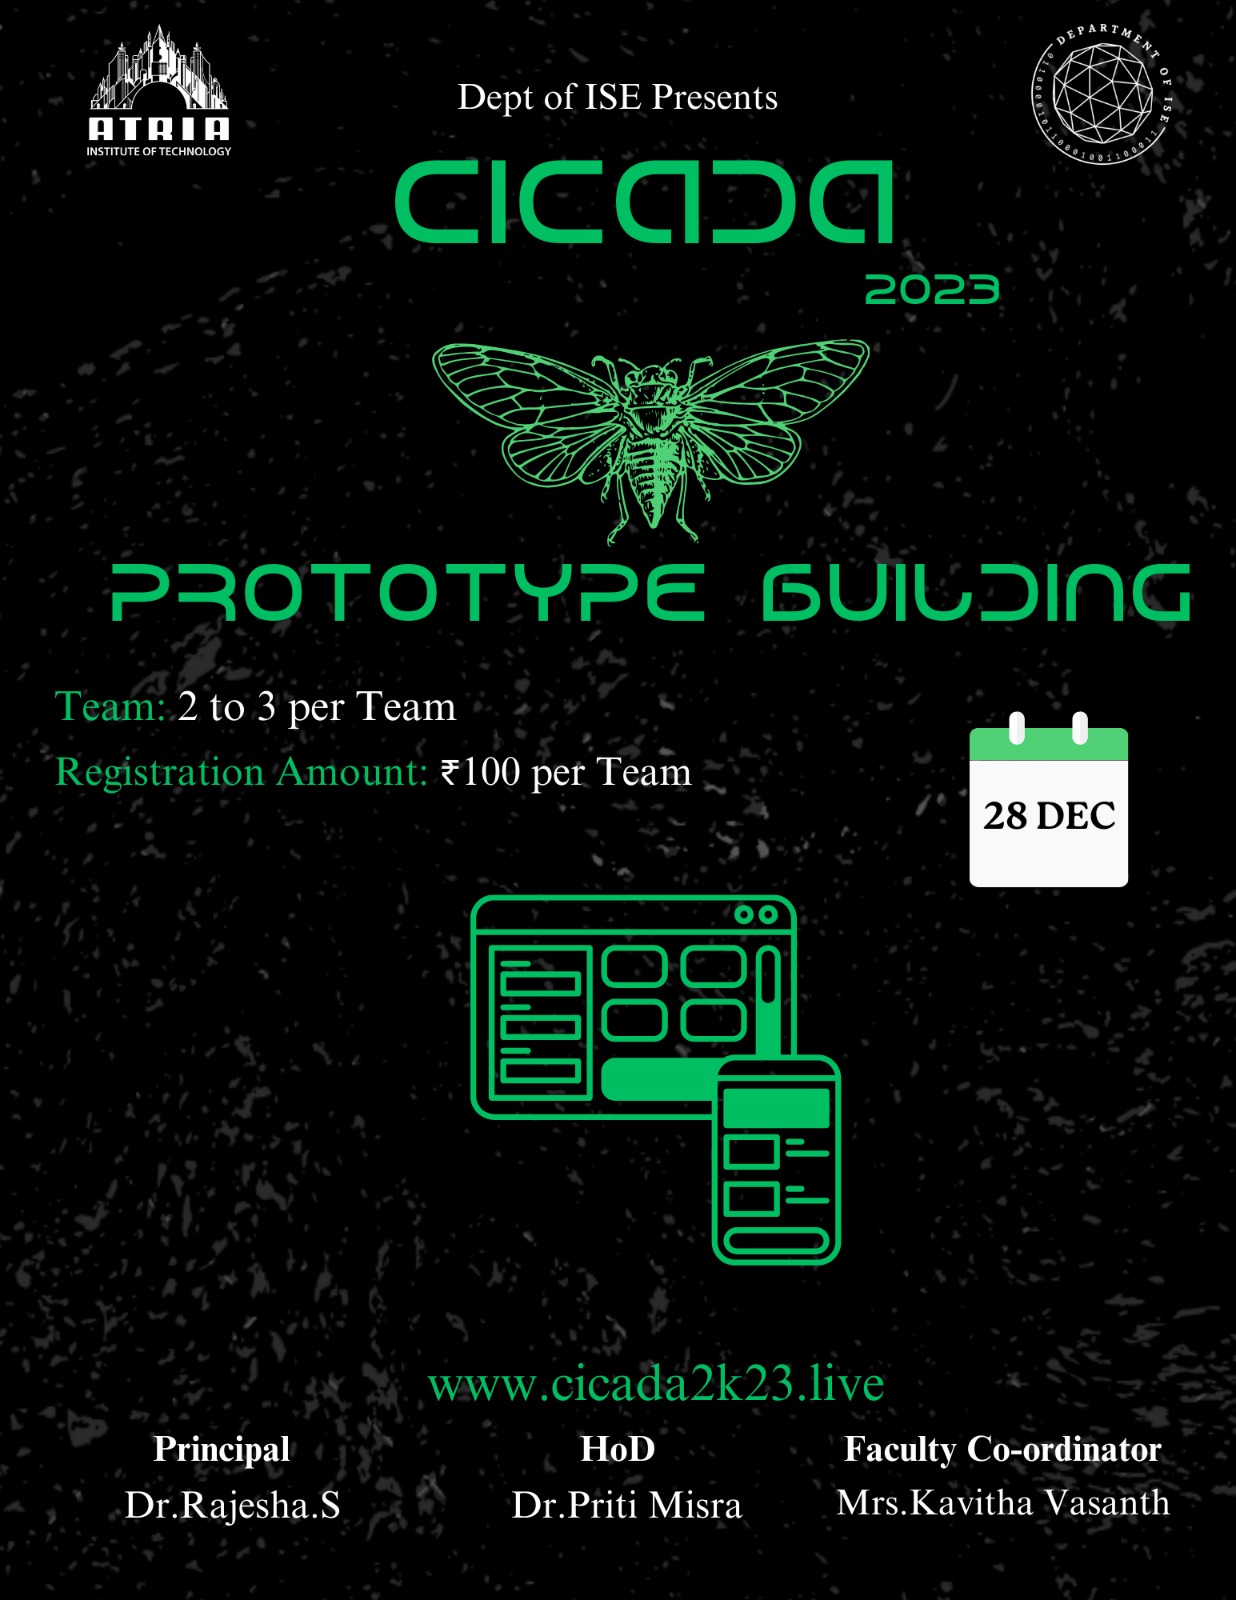 ATRIA
INSTITUTE OF TECHNOLOGY
DEPARTMENT OF ISE
Dept of ISE Presents
CICADA
2023
PROTOTYPE BUILDING
Team: 2 to 3 per Team
Registration Amount: ₹100 per Team
28 DEC
www.cicada2k23.live
Principal
HoD
Faculty Co-ordinator
Dr.Rajesha.S
Dr.Priti Misra
Mrs.Kavitha Vasanth